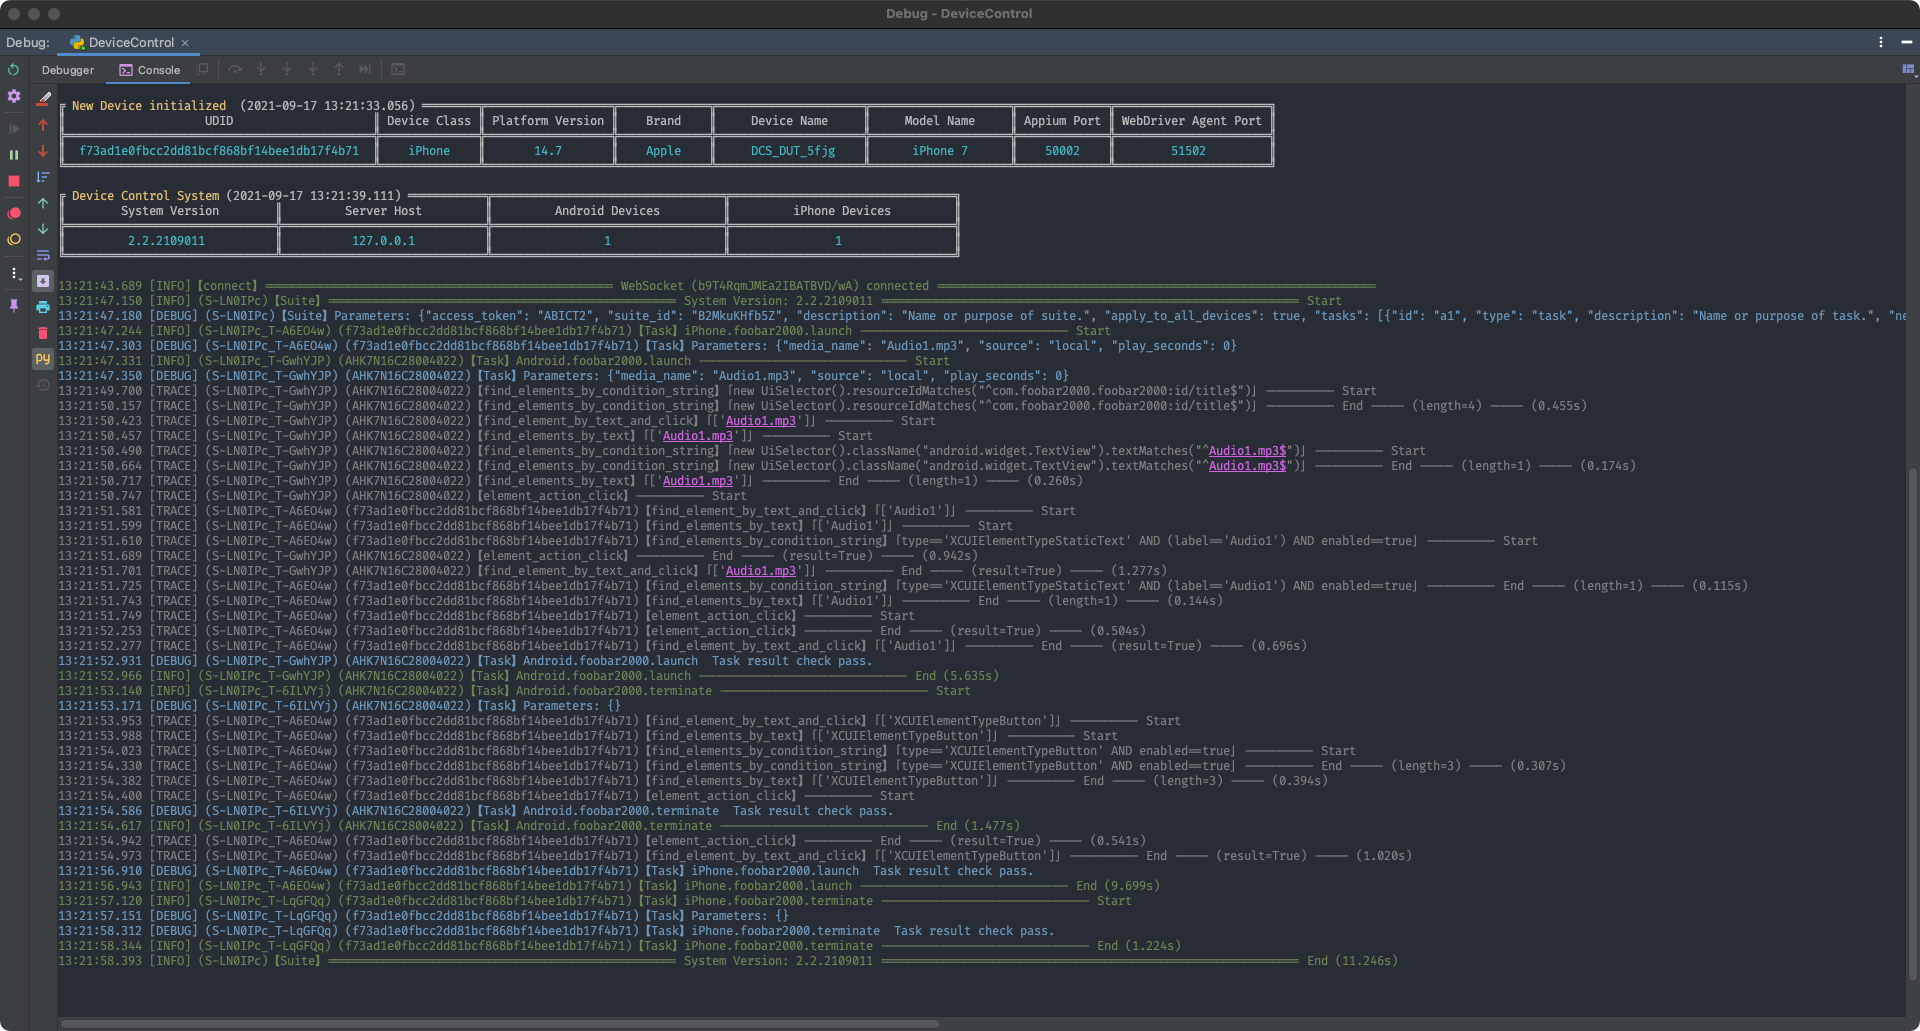 Debug - DeviceControl
Debug: DeviceControl ×
Debugger Console
New Device initialized (2021-09-17 13:21:33.056)
UDID Device Class Platform Version Brand Device Name Model Name Appium Port WebDriver Agent Port
f73ad1e0fbcc2dd81bcf868bf14bee1db17f4b71 iPhone 14.7 Apple DCS_DUT_5fjg iPhone 7 50002 51502
Device Control System (2021-09-17 13:21:39.111)
System Version Server Host Android Devices iPhone Devices
2.2.2109011 127.0.0.1 1 1
13:21:43.689 [INFO]【connect】 ══════════ WebSocket (b9T4RqmJMEa2IBATBVD/wA) connected ══════════
13:21:47.150 [INFO] (S-LN0IPc)【Suite】 ══════════ System Version: 2.2.2109011 ══════════ Start
13:21:47.180 [DEBUG] (S-LN0IPc)【Suite】Parameters: {"access_token": "ABICT2", "suite_id": "B2MkuKHfb5Z", "description": "Name or purpose of suite.", "apply_to_all_devices": true, "tasks": [{"id": "a1", "type": "task", "description": "Name or purpose of task.", "ne
13:21:47.244 [INFO] (S-LN0IPc_T-A6EO4w) (f73ad1e0fbcc2dd81bcf868bf14bee1db17f4b71)【Task】iPhone.foobar2000.launch ────────── Start
13:21:47.303 [DEBUG] (S-LN0IPc_T-A6EO4w) (f73ad1e0fbcc2dd81bcf868bf14bee1db17f4b71)【Task】Parameters: {"media_name": "Audio1.mp3", "source": "local", "play_seconds": 0}
13:21:47.331 [INFO] (S-LN0IPc_T-GwhYJP) (AHK7N16C28004022)【Task】Android.foobar2000.launch ────────── Start
13:21:47.350 [DEBUG] (S-LN0IPc_T-GwhYJP) (AHK7N16C28004022)【Task】Parameters: {"media_name": "Audio1.mp3", "source": "local", "play_seconds": 0}
13:21:49.700 [TRACE] (S-LN0IPc_T-GwhYJP) (AHK7N16C28004022)【find_elements_by_condition_string】「new UiSelector().resourceIdMatches("^com.foobar2000.foobar2000:id/title$")」 ────────── Start
13:21:50.157 [TRACE] (S-LN0IPc_T-GwhYJP) (AHK7N16C28004022)【find_elements_by_condition_string】「new UiSelector().resourceIdMatches("^com.foobar2000.foobar2000:id/title$")」 ────────── End ───── (length=4) ───── (0.455s)
13:21:50.423 [TRACE] (S-LN0IPc_T-GwhYJP) (AHK7N16C28004022)【find_element_by_text_and_click】「['Audio1.mp3']」 ────────── Start
13:21:50.457 [TRACE] (S-LN0IPc_T-GwhYJP) (AHK7N16C28004022)【find_elements_by_text】「['Audio1.mp3']」 ────────── Start
13:21:50.490 [TRACE] (S-LN0IPc_T-GwhYJP) (AHK7N16C28004022)【find_elements_by_condition_string】「new UiSelector().className("android.widget.TextView").textMatches("^Audio1.mp3$")」 ────────── Start
13:21:50.664 [TRACE] (S-LN0IPc_T-GwhYJP) (AHK7N16C28004022)【find_elements_by_condition_string】「new UiSelector().className("android.widget.TextView").textMatches("^Audio1.mp3$")」 ────────── End ───── (length=1) ───── (0.174s)
13:21:50.717 [TRACE] (S-LN0IPc_T-GwhYJP) (AHK7N16C28004022)【find_elements_by_text】「['Audio1.mp3']」 ────────── End ───── (length=1) ───── (0.260s)
13:21:50.747 [TRACE] (S-LN0IPc_T-GwhYJP) (AHK7N16C28004022)【element_action_click】 ────────── Start
13:21:51.581 [TRACE] (S-LN0IPc_T-A6EO4w) (f73ad1e0fbcc2dd81bcf868bf14bee1db17f4b71)【find_element_by_text_and_click】「['Audio1']」 ────────── Start
13:21:51.599 [TRACE] (S-LN0IPc_T-A6EO4w) (f73ad1e0fbcc2dd81bcf868bf14bee1db17f4b71)【find_elements_by_text】「['Audio1']」 ────────── Start
13:21:51.610 [TRACE] (S-LN0IPc_T-A6EO4w) (f73ad1e0fbcc2dd81bcf868bf14bee1db17f4b71)【find_elements_by_condition_string】「type=='XCUIElementTypeStaticText' AND (label=='Audio1') AND enabled==true」 ────────── Start
13:21:51.689 [TRACE] (S-LN0IPc_T-GwhYJP) (AHK7N16C28004022)【element_action_click】 ────────── End ───── (result=True) ───── (0.942s)
13:21:51.701 [TRACE] (S-LN0IPc_T-GwhYJP) (AHK7N16C28004022)【find_element_by_text_and_click】「['Audio1.mp3']」 ────────── End ───── (result=True) ───── (1.277s)
13:21:51.725 [TRACE] (S-LN0IPc_T-A6EO4w) (f73ad1e0fbcc2dd81bcf868bf14bee1db17f4b71)【find_elements_by_condition_string】「type=='XCUIElementTypeStaticText' AND (label=='Audio1') AND enabled==true」 ────────── End ───── (length=1) ───── (0.115s)
13:21:51.743 [TRACE] (S-LN0IPc_T-A6EO4w) (f73ad1e0fbcc2dd81bcf868bf14bee1db17f4b71)【find_elements_by_text】「['Audio1']」 ────────── End ───── (length=1) ───── (0.144s)
13:21:51.749 [TRACE] (S-LN0IPc_T-A6EO4w) (f73ad1e0fbcc2dd81bcf868bf14bee1db17f4b71)【element_action_click】 ────────── Start
13:21:52.253 [TRACE] (S-LN0IPc_T-A6EO4w) (f73ad1e0fbcc2dd81bcf868bf14bee1db17f4b71)【element_action_click】 ────────── End ───── (result=True) ───── (0.504s)
13:21:52.277 [TRACE] (S-LN0IPc_T-A6EO4w) (f73ad1e0fbcc2dd81bcf868bf14bee1db17f4b71)【find_element_by_text_and_click】「['Audio1']」 ────────── End ───── (result=True) ───── (0.696s)
13:21:52.931 [DEBUG] (S-LN0IPc_T-GwhYJP) (AHK7N16C28004022)【Task】Android.foobar2000.launch Task result check pass.
13:21:52.966 [INFO] (S-LN0IPc_T-GwhYJP) (AHK7N16C28004022)【Task】Android.foobar2000.launch ────────── End (5.635s)
13:21:53.140 [INFO] (S-LN0IPc_T-6ILVYj) (AHK7N16C28004022)【Task】Android.foobar2000.terminate ────────── Start
13:21:53.171 [DEBUG] (S-LN0IPc_T-6ILVYj) (AHK7N16C28004022)【Task】Parameters: {}
13:21:53.953 [TRACE] (S-LN0IPc_T-A6EO4w) (f73ad1e0fbcc2dd81bcf868bf14bee1db17f4b71)【find_element_by_text_and_click】「['XCUIElementTypeButton']」 ────────── Start
13:21:53.988 [TRACE] (S-LN0IPc_T-A6EO4w) (f73ad1e0fbcc2dd81bcf868bf14bee1db17f4b71)【find_elements_by_text】「['XCUIElementTypeButton']」 ────────── Start
13:21:54.023 [TRACE] (S-LN0IPc_T-A6EO4w) (f73ad1e0fbcc2dd81bcf868bf14bee1db17f4b71)【find_elements_by_condition_string】「type=='XCUIElementTypeButton' AND enabled==true」 ────────── Start
13:21:54.330 [TRACE] (S-LN0IPc_T-A6EO4w) (f73ad1e0fbcc2dd81bcf868bf14bee1db17f4b71)【find_elements_by_condition_string】「type=='XCUIElementTypeButton' AND enabled==true」 ────────── End ───── (length=3) ───── (0.307s)
13:21:54.382 [TRACE] (S-LN0IPc_T-A6EO4w) (f73ad1e0fbcc2dd81bcf868bf14bee1db17f4b71)【find_elements_by_text】「['XCUIElementTypeButton']」 ────────── End ───── (length=3) ───── (0.394s)
13:21:54.400 [TRACE] (S-LN0IPc_T-A6EO4w) (f73ad1e0fbcc2dd81bcf868bf14bee1db17f4b71)【element_action_click】 ────────── Start
13:21:54.586 [DEBUG] (S-LN0IPc_T-6ILVYj) (AHK7N16C28004022)【Task】Android.foobar2000.terminate Task result check pass.
13:21:54.617 [INFO] (S-LN0IPc_T-6ILVYj) (AHK7N16C28004022)【Task】Android.foobar2000.terminate ────────── End (1.477s)
13:21:54.942 [TRACE] (S-LN0IPc_T-A6EO4w) (f73ad1e0fbcc2dd81bcf868bf14bee1db17f4b71)【element_action_click】 ────────── End ───── (result=True) ───── (0.541s)
13:21:54.973 [TRACE] (S-LN0IPc_T-A6EO4w) (f73ad1e0fbcc2dd81bcf868bf14bee1db17f4b71)【find_element_by_text_and_click】「['XCUIElementTypeButton']」 ────────── End ───── (result=True) ───── (1.020s)
13:21:56.910 [DEBUG] (S-LN0IPc_T-A6EO4w) (f73ad1e0fbcc2dd81bcf868bf14bee1db17f4b71)【Task】iPhone.foobar2000.launch Task result check pass.
13:21:56.943 [INFO] (S-LN0IPc_T-A6EO4w) (f73ad1e0fbcc2dd81bcf868bf14bee1db17f4b71)【Task】iPhone.foobar2000.launch ────────── End (9.699s)
13:21:57.120 [INFO] (S-LN0IPc_T-LqGFQq) (f73ad1e0fbcc2dd81bcf868bf14bee1db17f4b71)【Task】iPhone.foobar2000.terminate ────────── Start
13:21:57.151 [DEBUG] (S-LN0IPc_T-LqGFQq) (f73ad1e0fbcc2dd81bcf868bf14bee1db17f4b71)【Task】Parameters: {}
13:21:58.312 [DEBUG] (S-LN0IPc_T-LqGFQq) (f73ad1e0fbcc2dd81bcf868bf14bee1db17f4b71)【Task】iPhone.foobar2000.terminate Task result check pass.
13:21:58.344 [INFO] (S-LN0IPc_T-LqGFQq) (f73ad1e0fbcc2dd81bcf868bf14bee1db17f4b71)【Task】iPhone.foobar2000.terminate ────────── End (1.224s)
13:21:58.393 [INFO] (S-LN0IPc)【Suite】 ══════════ System Version: 2.2.2109011 ══════════ End (11.246s)